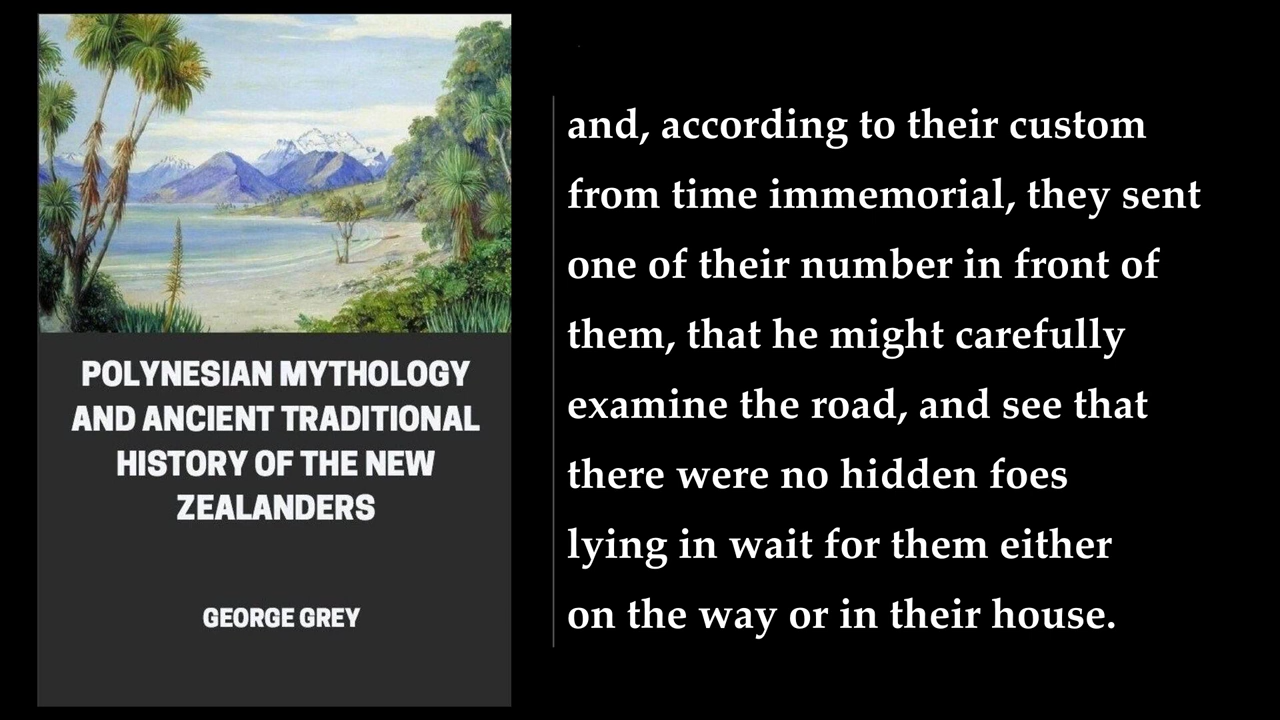 POLYNESIAN MYTHOLOGY
AND ANCIENT TRADITIONAL
HISTORY OF THE NEW
ZEALANDERS
GEORGE GREY
and, according to their custom
from time immemorial, they sent
one of their number in front of
them, that he might carefully
examine the road, and see that
there were no hidden foes
lying in wait for them either
on the way or in their house.